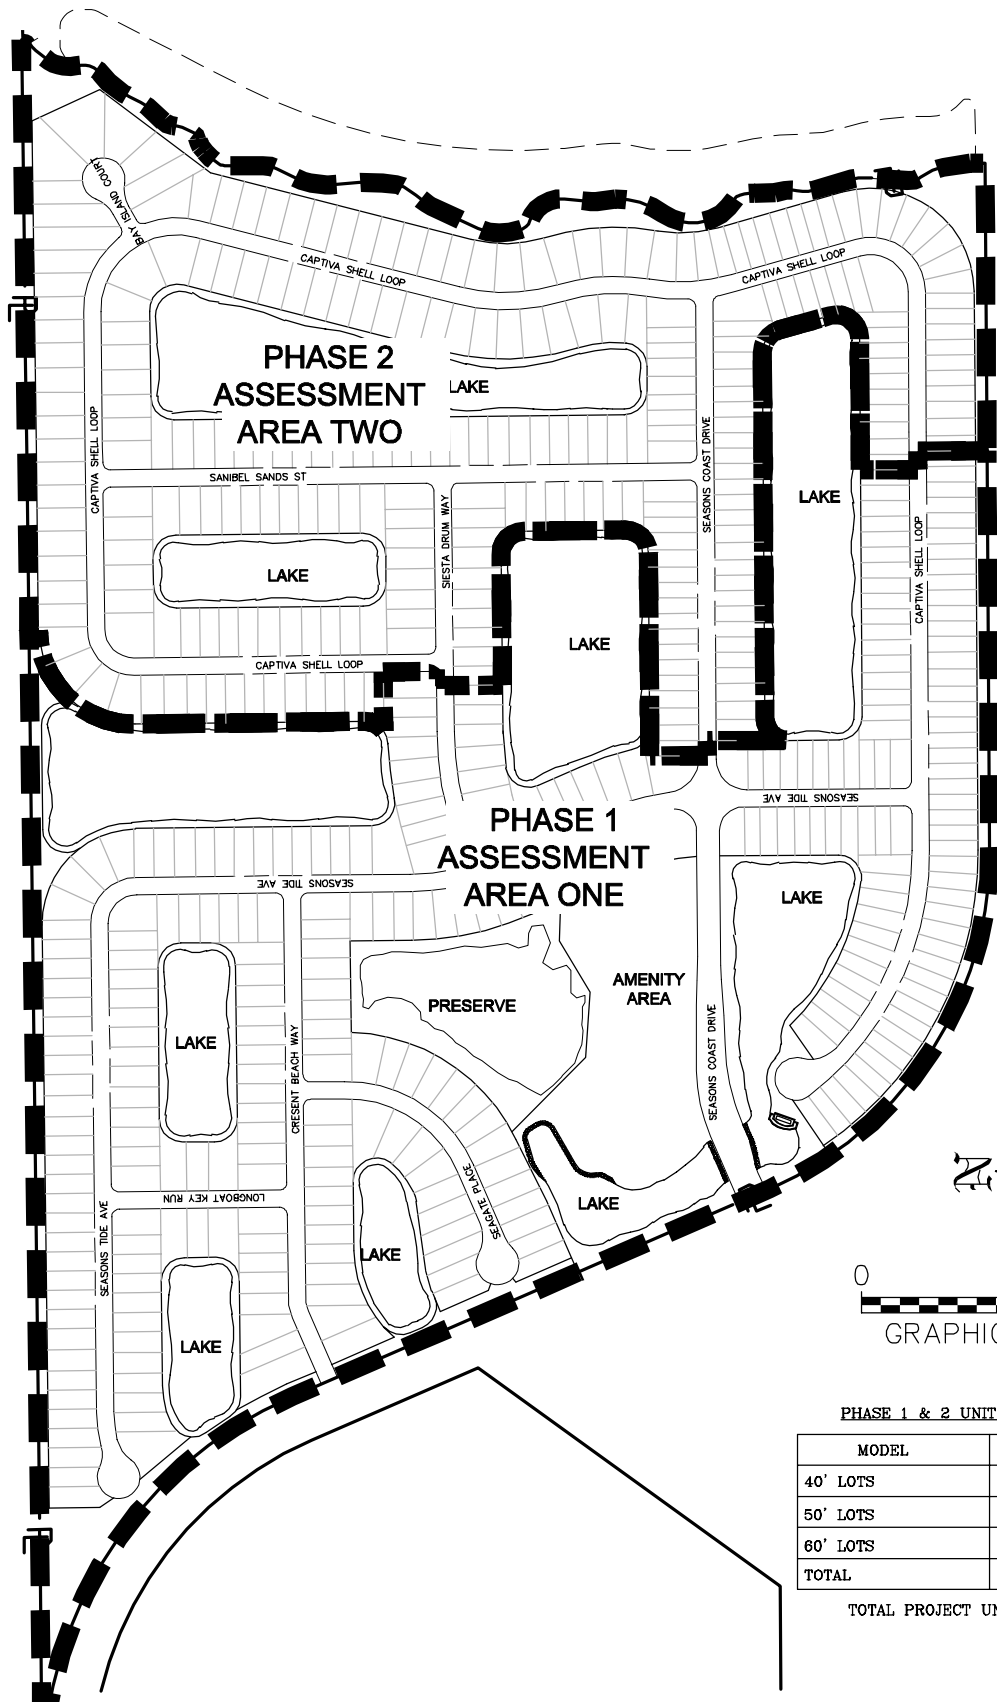 BAY ISLAND COURT
CAPTIVA SHELL LOOP
CAPTIVA SHELL LOOP
PHASE 2
ASSESSMENT
AREA TWO
LAKE
CAPTIVA SHELL LOOP
SEASONS COAST DRIVE
SANIBEL SANDS ST
LAKE
SIESTA DRUM WAY
CAPTIVA SHELL LOOP
LAKE
LAKE
CAPTIVA SHELL LOOP
SEASONS TIDE AVE
PHASE 1
ASSESSMENT
AREA ONE
SEASONS TIDE AVE
LAKE
AMENITY
AREA
PRESERVE
LAKE
CRESENT BEACH WAY
SEASONS COAST DRIVE
N
SEAGATE PLACE
LONGBOAT KEY RUN
LAKE
SEASONS TIDE AVE
LAKE
LAKE
0
GRAPHIC
PHASE 1 & 2 UNIT
MODEL
40' LOTS
50' LOTS
60' LOTS
TOTAL
TOTAL PROJECT UN